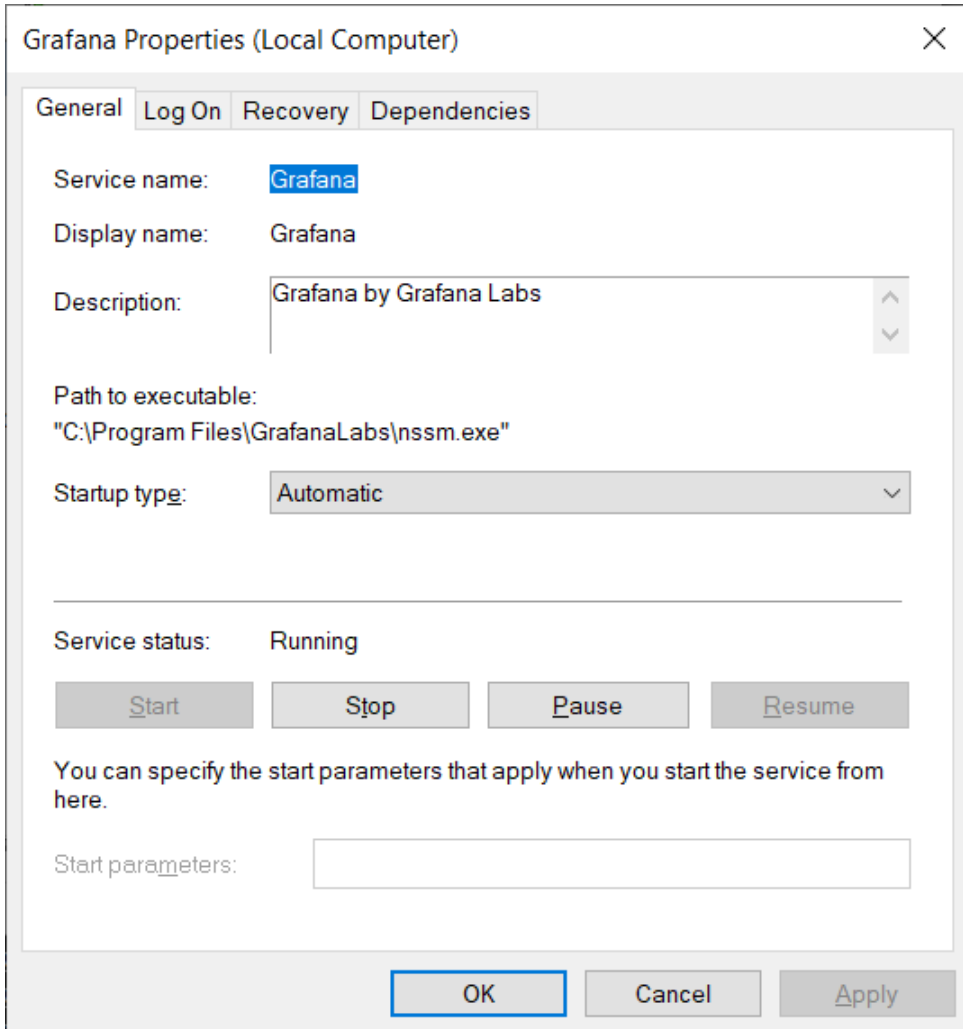 Grafana Properties (Local Computer)
General Log On Recovery Dependencies
Service name: Grafana
Display name: Grafana
Description: Grafana by Grafana Labs
Path to executable:
"C:\Program Files\GrafanaLabs\nssm.exe"
Startup type: Automatic
Service status: Running
Start Stop Pause Resume
You can specify the start parameters that apply when you start the service from
here.
Start parameters:
OK Cancel Apply